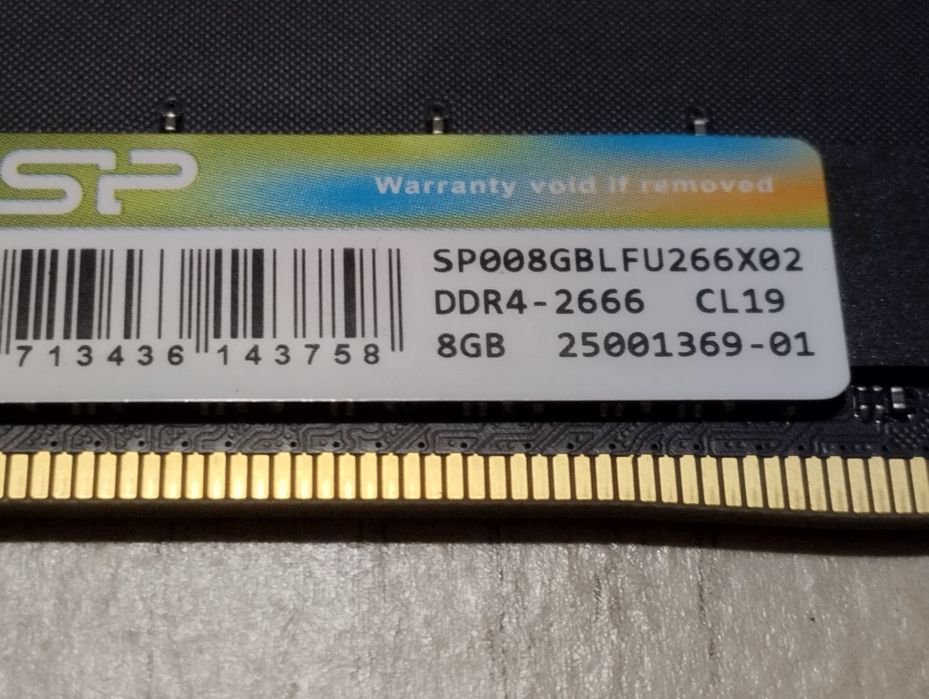 SP
Warranty void if removed
SP008GBLFU266X02
DDR4-2666 CL19
8GB 25001369-01
713436 143758